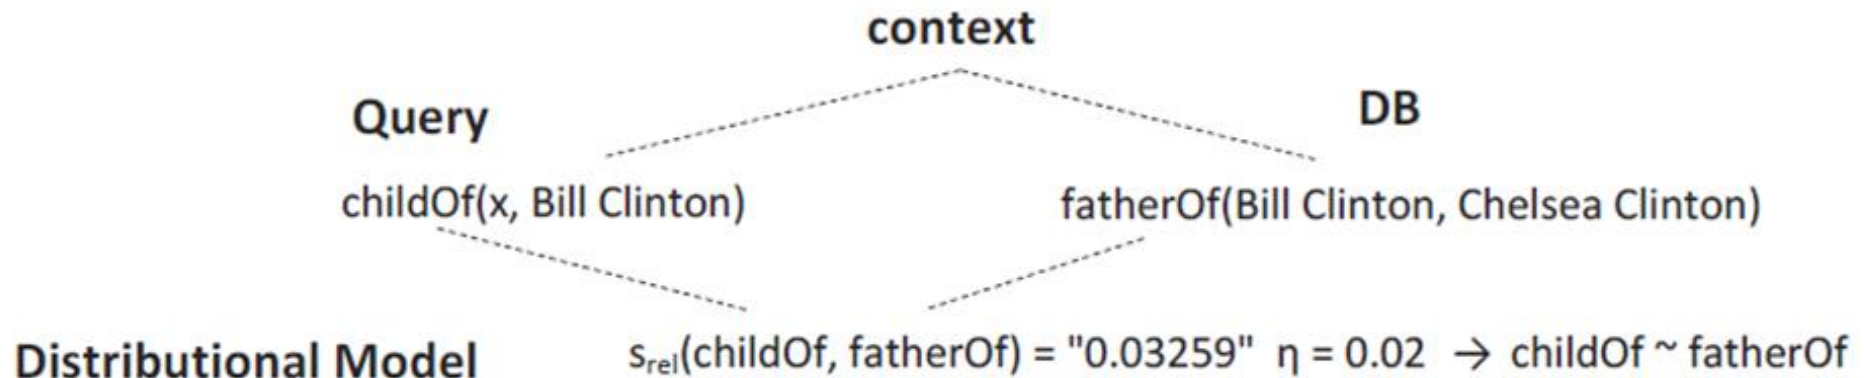 context
Query
DB
childOf(x, Bill Clinton)
fatherOf(Bill Clinton, Chelsea Clinton)
Distributional Model
sᵣₑₗ(childOf, fatherOf) = "0.03259" η = 0.02 → childOf ~ fatherOf